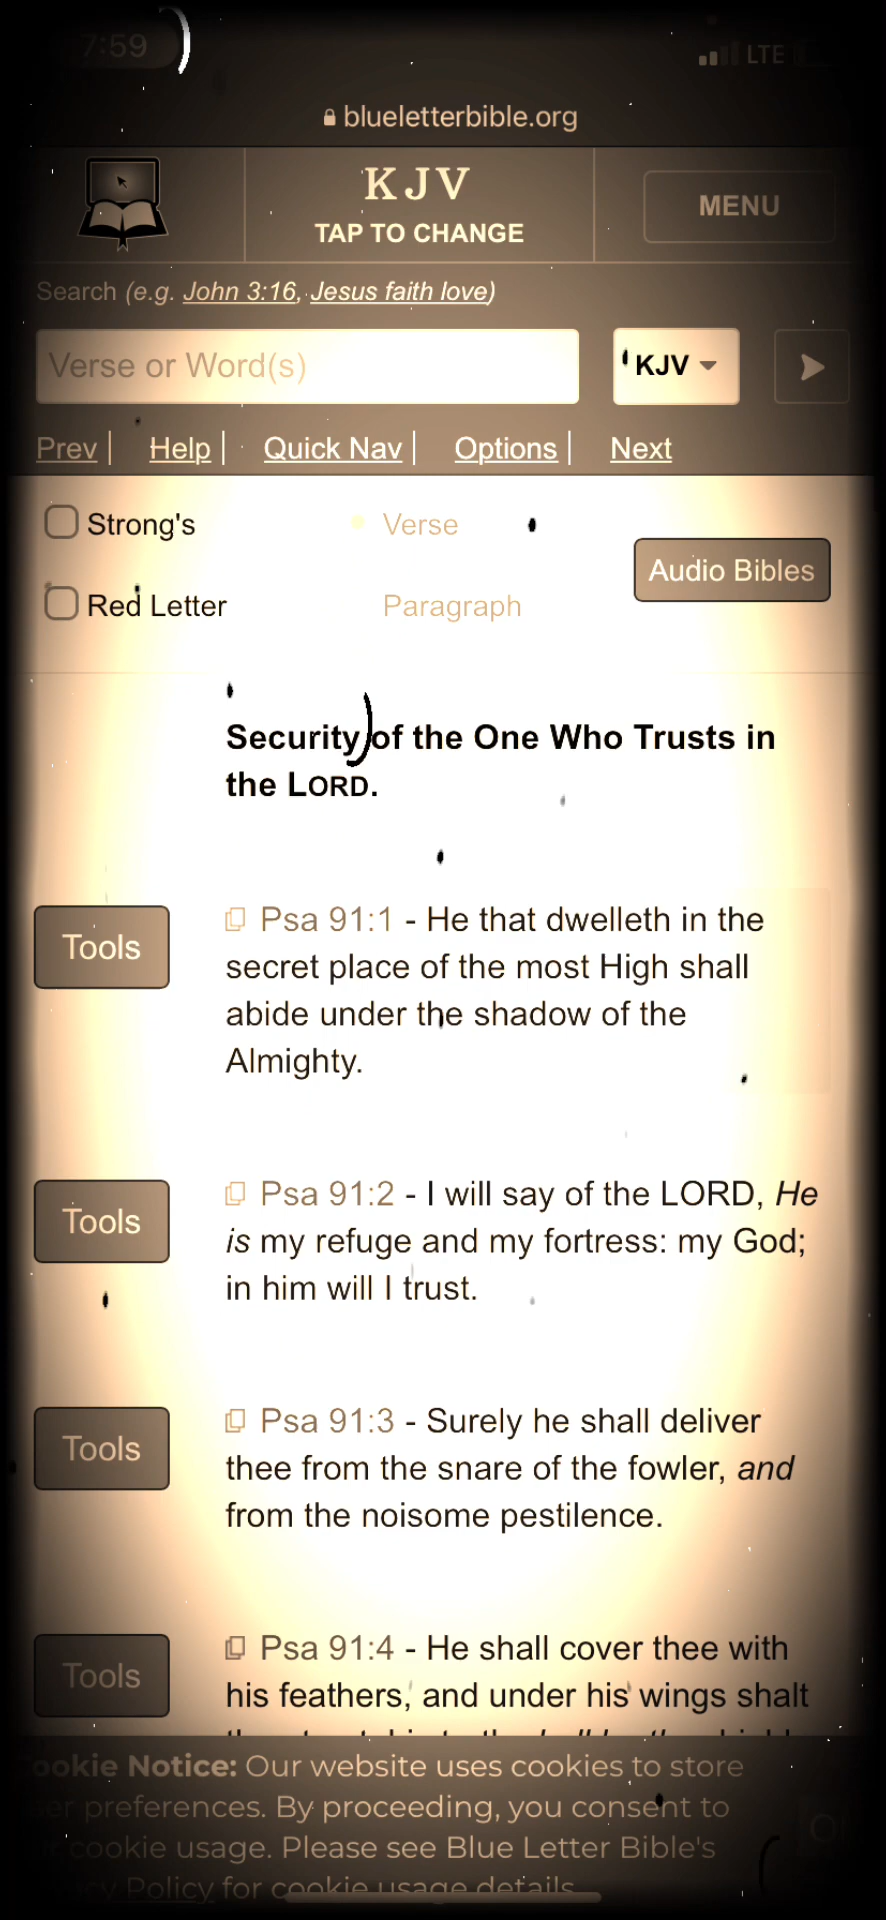 7:59
LTE
blueletterbible.org
KJV
TAP TO CHANGE
MENU
Search (e.g. John 3:16, Jesus faith love)
Verse or Word(s)
KJV
Prev | Help | Quick Nav | Options | Next
Strong's
Verse
Audio Bibles
Red Letter
Paragraph
Security of the One Who Trusts in
the LORD.
Tools
Psa 91:1 - He that dwelleth in the
secret place of the most High shall
abide under the shadow of the
Almighty.
Tools
Psa 91:2 - I will say of the LORD, He
is my refuge and my fortress: my God;
in him will I trust.
Tools
Psa 91:3 - Surely he shall deliver
thee from the snare of the fowler, and
from the noisome pestilence.
Tools
Psa 91:4 - He shall cover thee with
his feathers, and under his wings shalt
Notice: Our website uses cookies to store
preferences. By proceeding, you consent to
cookie usage. Please see Blue Letter Bible's
Policy for cookie usage details